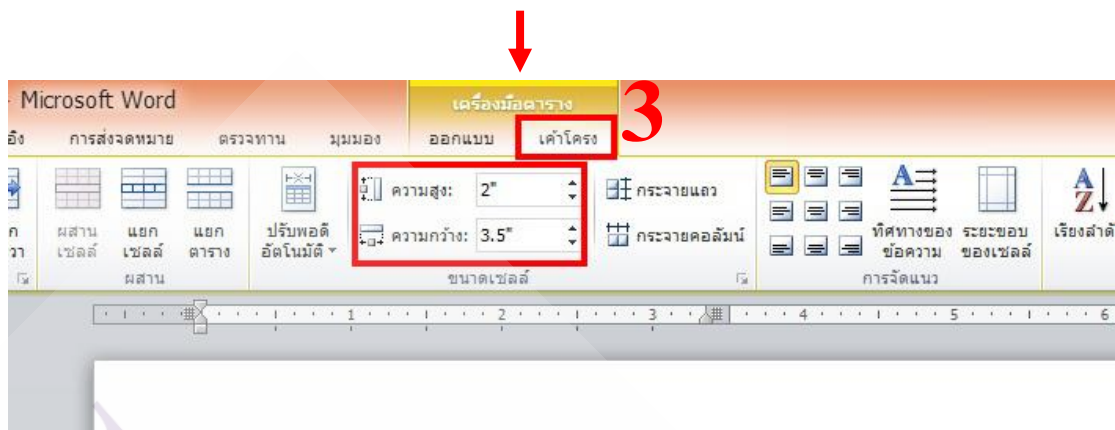 Microsoft Word เครื่องมือตาราง 3
อิง การส่งจดหมาย ตรวจทาน มุมมอง ออกแบบ เค้าโครง
ความสูง: 2" กระจายแถว
ความกว้าง: 3.5" กระจายคอลัมน์
ผสานเซลล์
แยกเซลล์
แยกตาราง
ปรับพอดีอัตโนมัติ
ทิศทางของข้อความ
ระยะขอบของเซลล์
A
Z
เรียงลำดั
ผสาน ขนาดเซลล์ การจัดแนว
1 2 3 4 5 6